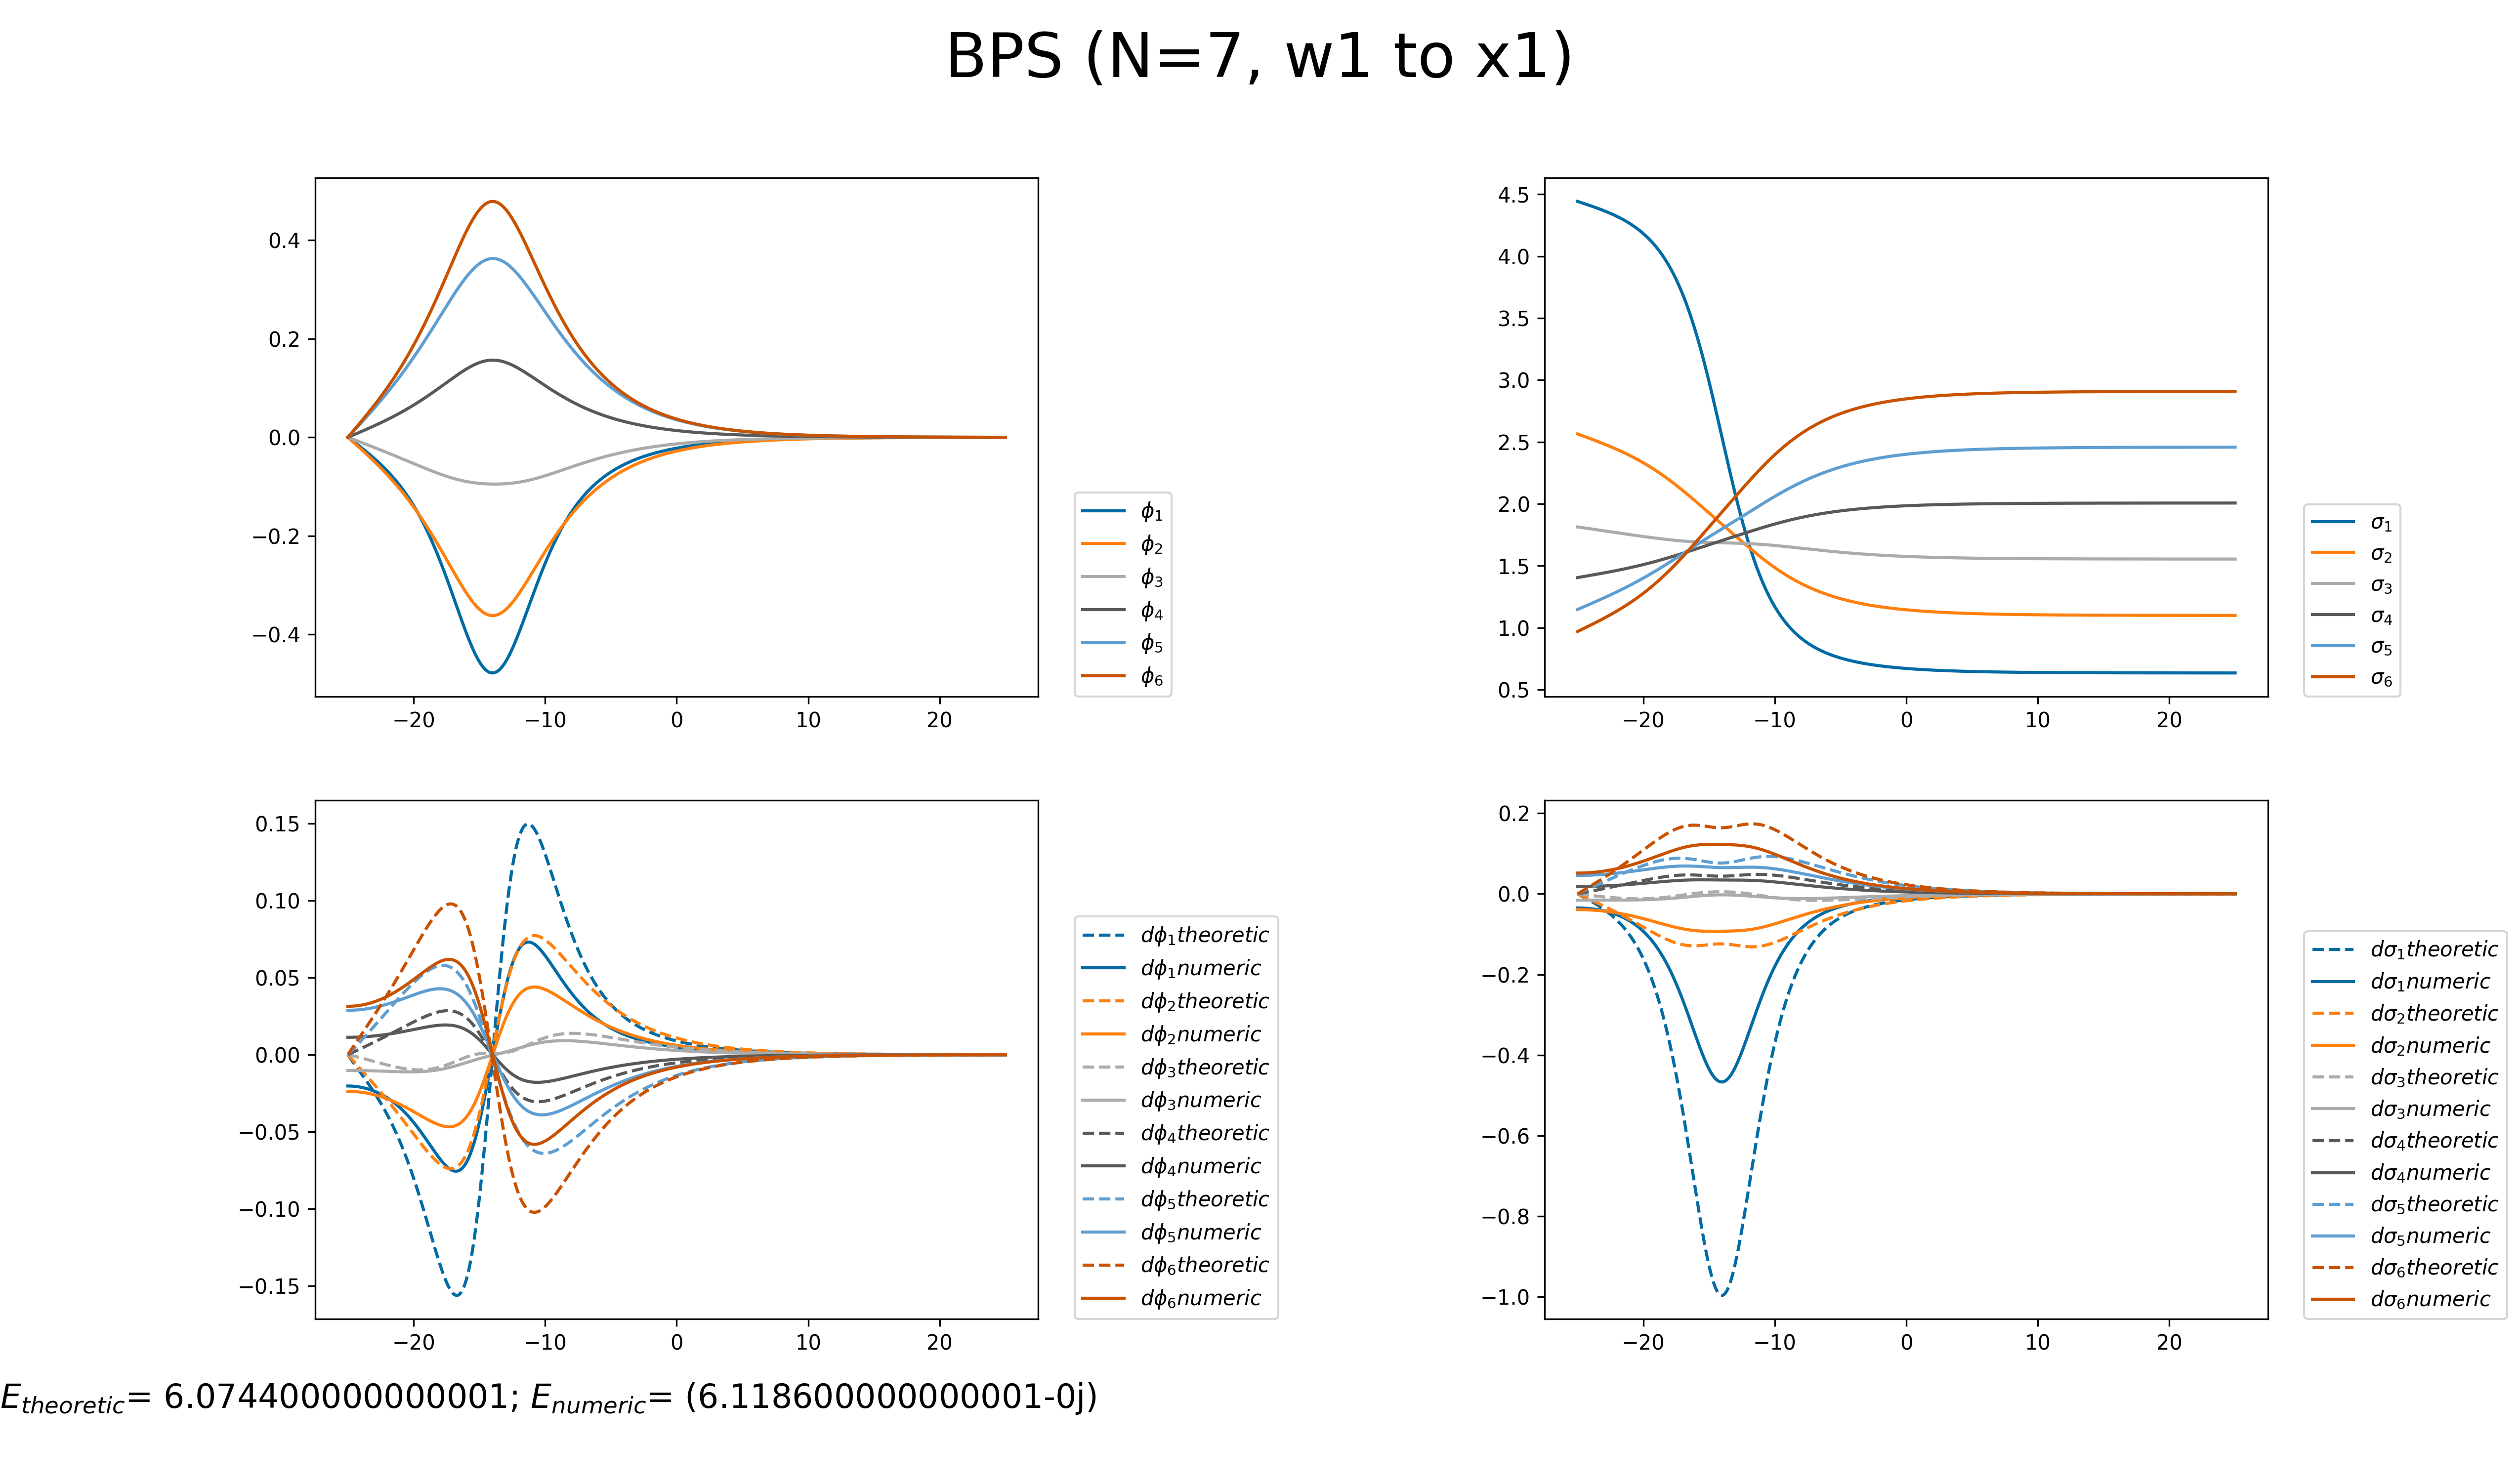 BPS (N=7, w1 to x1)
0.4
0.2
0.0
−0.2
−0.4
−20 −10 0 10 20
ϕ₁
ϕ₂
ϕ₃
ϕ₄
ϕ₅
ϕ₆
4.5
4.0
3.5
3.0
2.5
2.0
1.5
1.0
0.5
−20 −10 0 10 20
σ₁
σ₂
σ₃
σ₄
σ₅
σ₆
0.15
0.10
0.05
0.00
−0.05
−0.10
−0.15
−20 −10 0 10 20
dϕ₁theoretic
dϕ₁numeric
dϕ₂theoretic
dϕ₂numeric
dϕ₃theoretic
dϕ₃numeric
dϕ₄theoretic
dϕ₄numeric
dϕ₅theoretic
dϕ₅numeric
dϕ₆theoretic
dϕ₆numeric
0.2
0.0
−0.2
−0.4
−0.6
−0.8
−1.0
−20 −10 0 10 20
dσ₁theoretic
dσ₁numeric
dσ₂theoretic
dσ₂numeric
dσ₃theoretic
dσ₃numeric
dσ₄theoretic
dσ₄numeric
dσ₅theoretic
dσ₅numeric
dσ₆theoretic
dσ₆numeric
E_theoretic= 6.074400000000001; E_numeric= (6.118600000000001-0j)